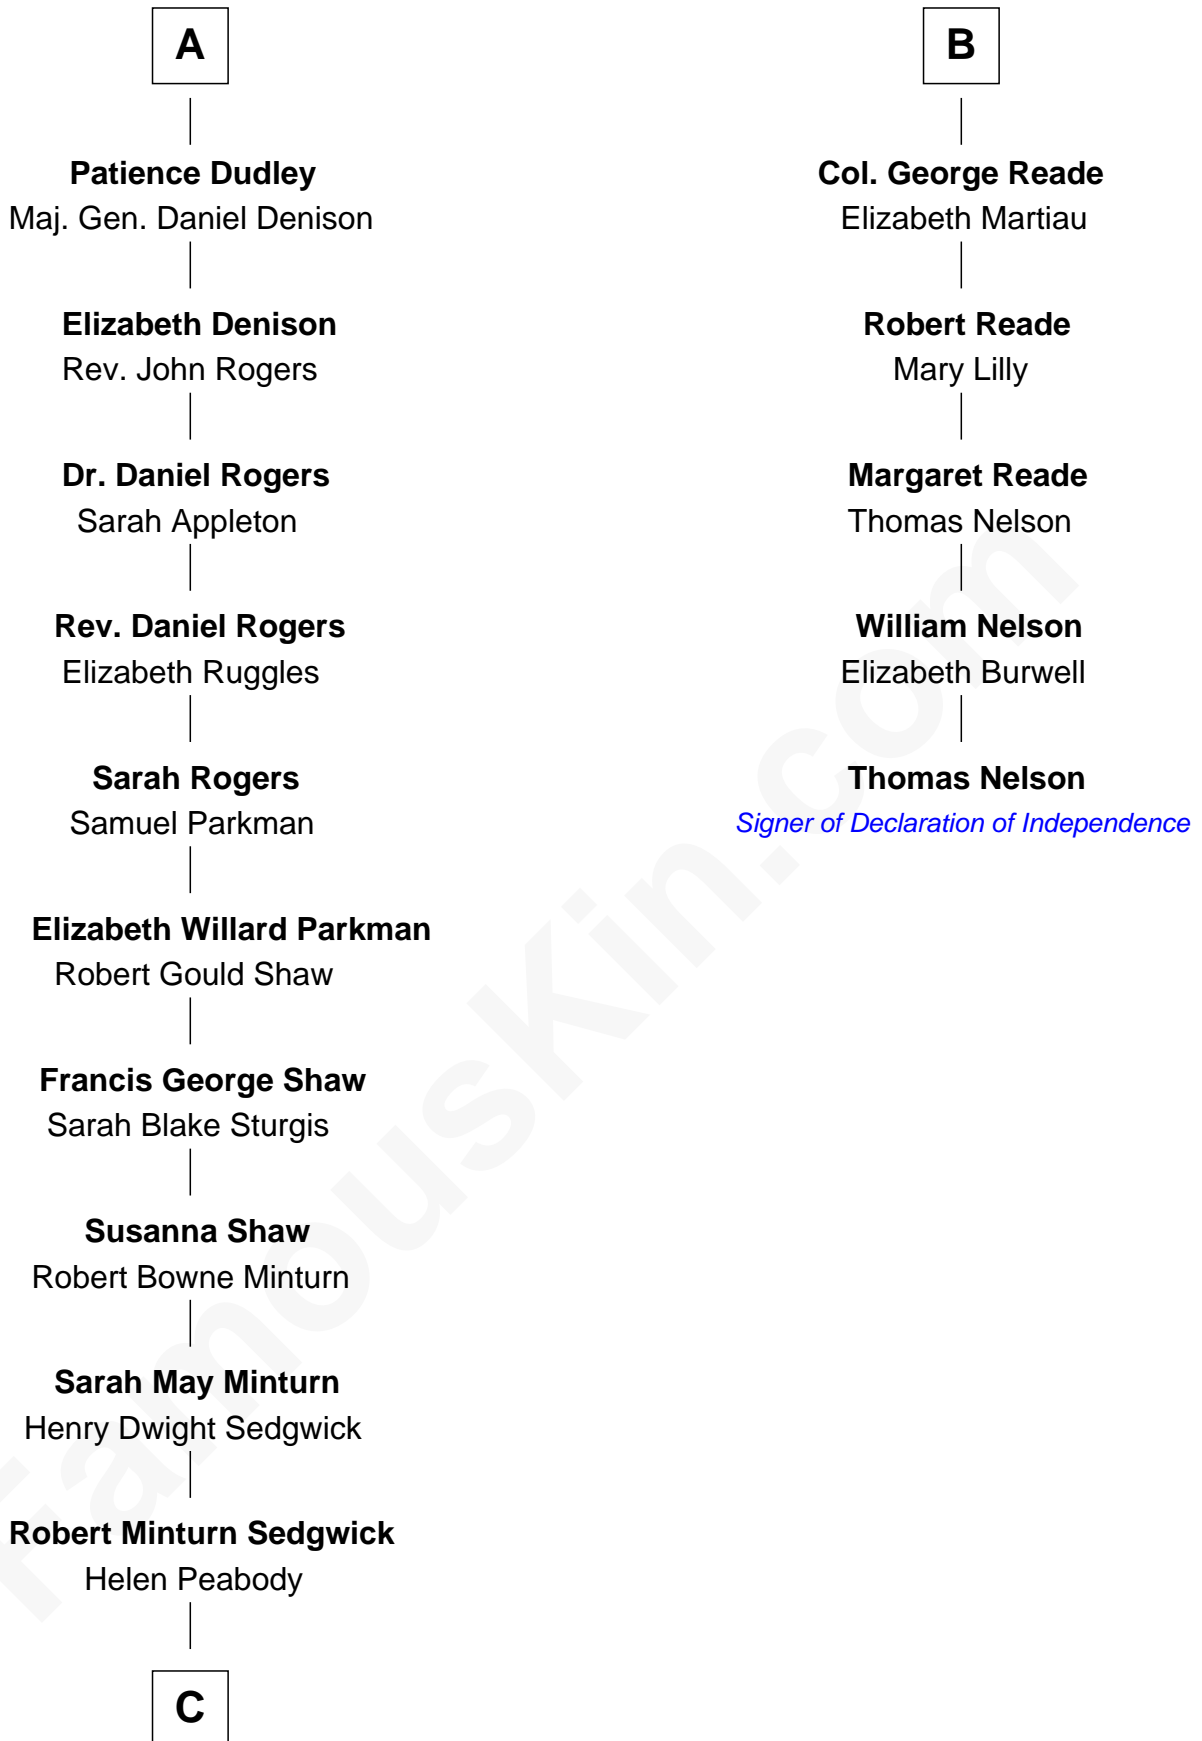 A
Patience Dudley
Maj. Gen. Daniel Denison
Elizabeth Denison
Rev. John Rogers
Dr. Daniel Rogers
Sarah Appleton
Rev. Daniel Rogers
Elizabeth Ruggles
Sarah Rogers
Samuel Parkman
Elizabeth Willard Parkman
Robert Gould Shaw
Francis George Shaw
Sarah Blake Sturgis
Susanna Shaw
Robert Bowne Minturn
Sarah May Minturn
Henry Dwight Sedgwick
Robert Minturn Sedgwick
Helen Peabody
C
B
Col. George Reade
Elizabeth Martiau
Robert Reade
Mary Lilly
Margaret Reade
Thomas Nelson
William Nelson
Elizabeth Burwell
Thomas Nelson
Signer of Declaration of Independence
FamousKin.com